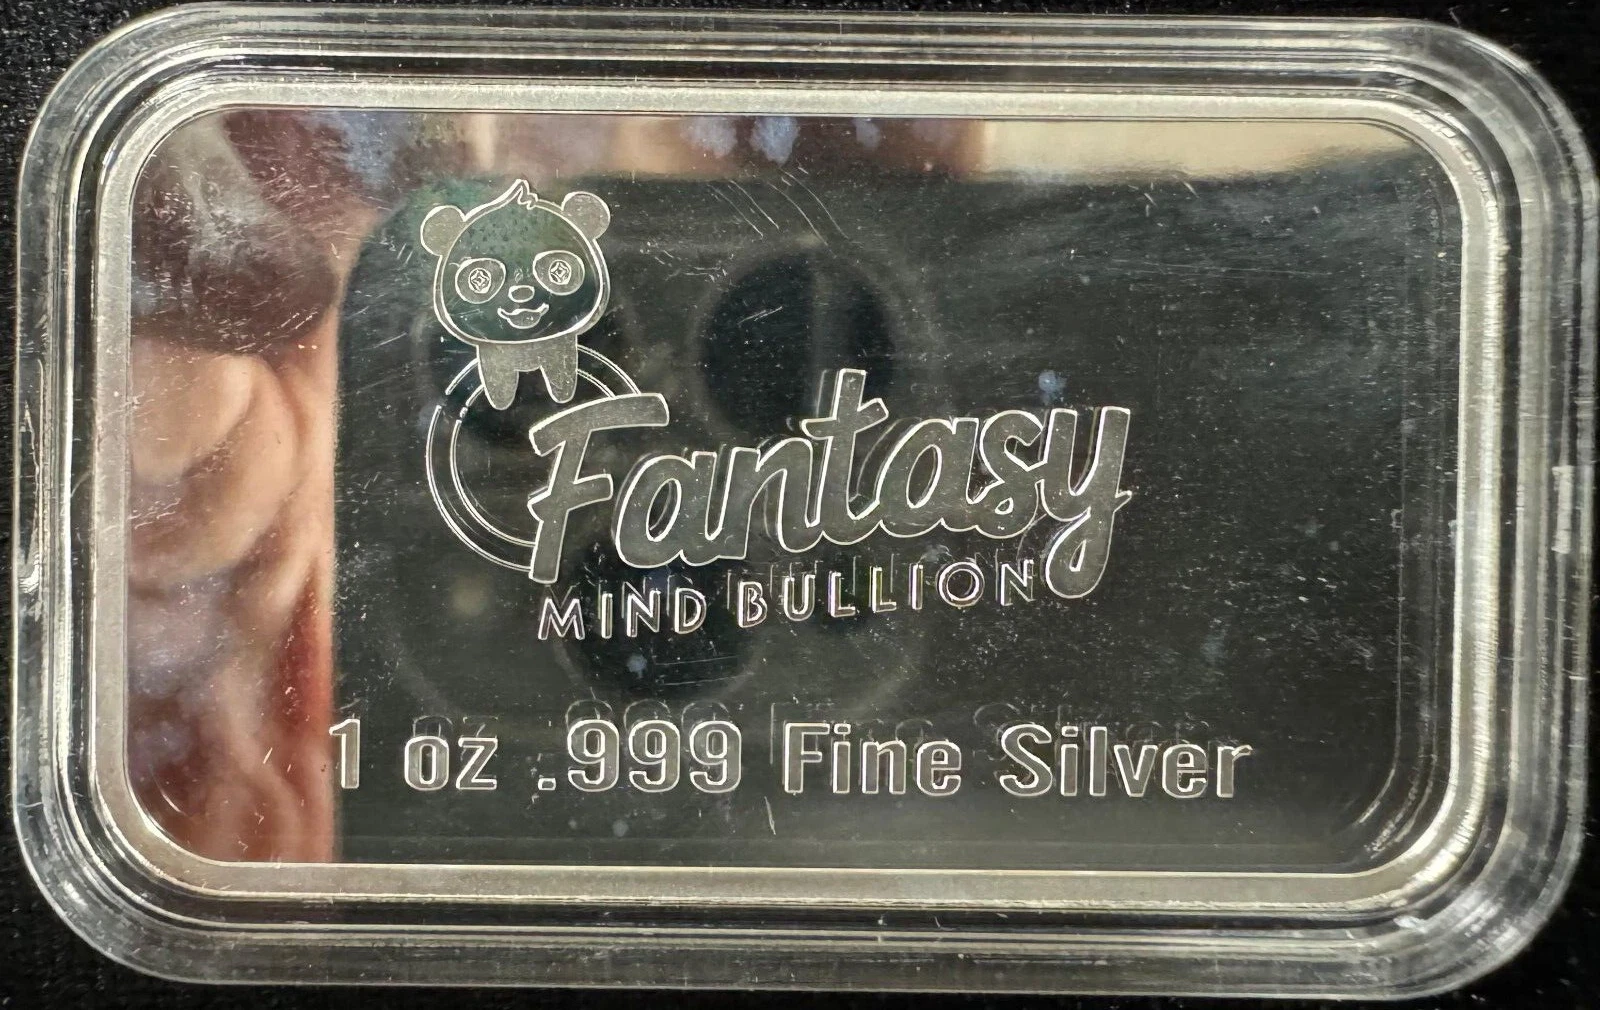 Fantasy
MIND BULLION
1 oz .999 Fine Silver